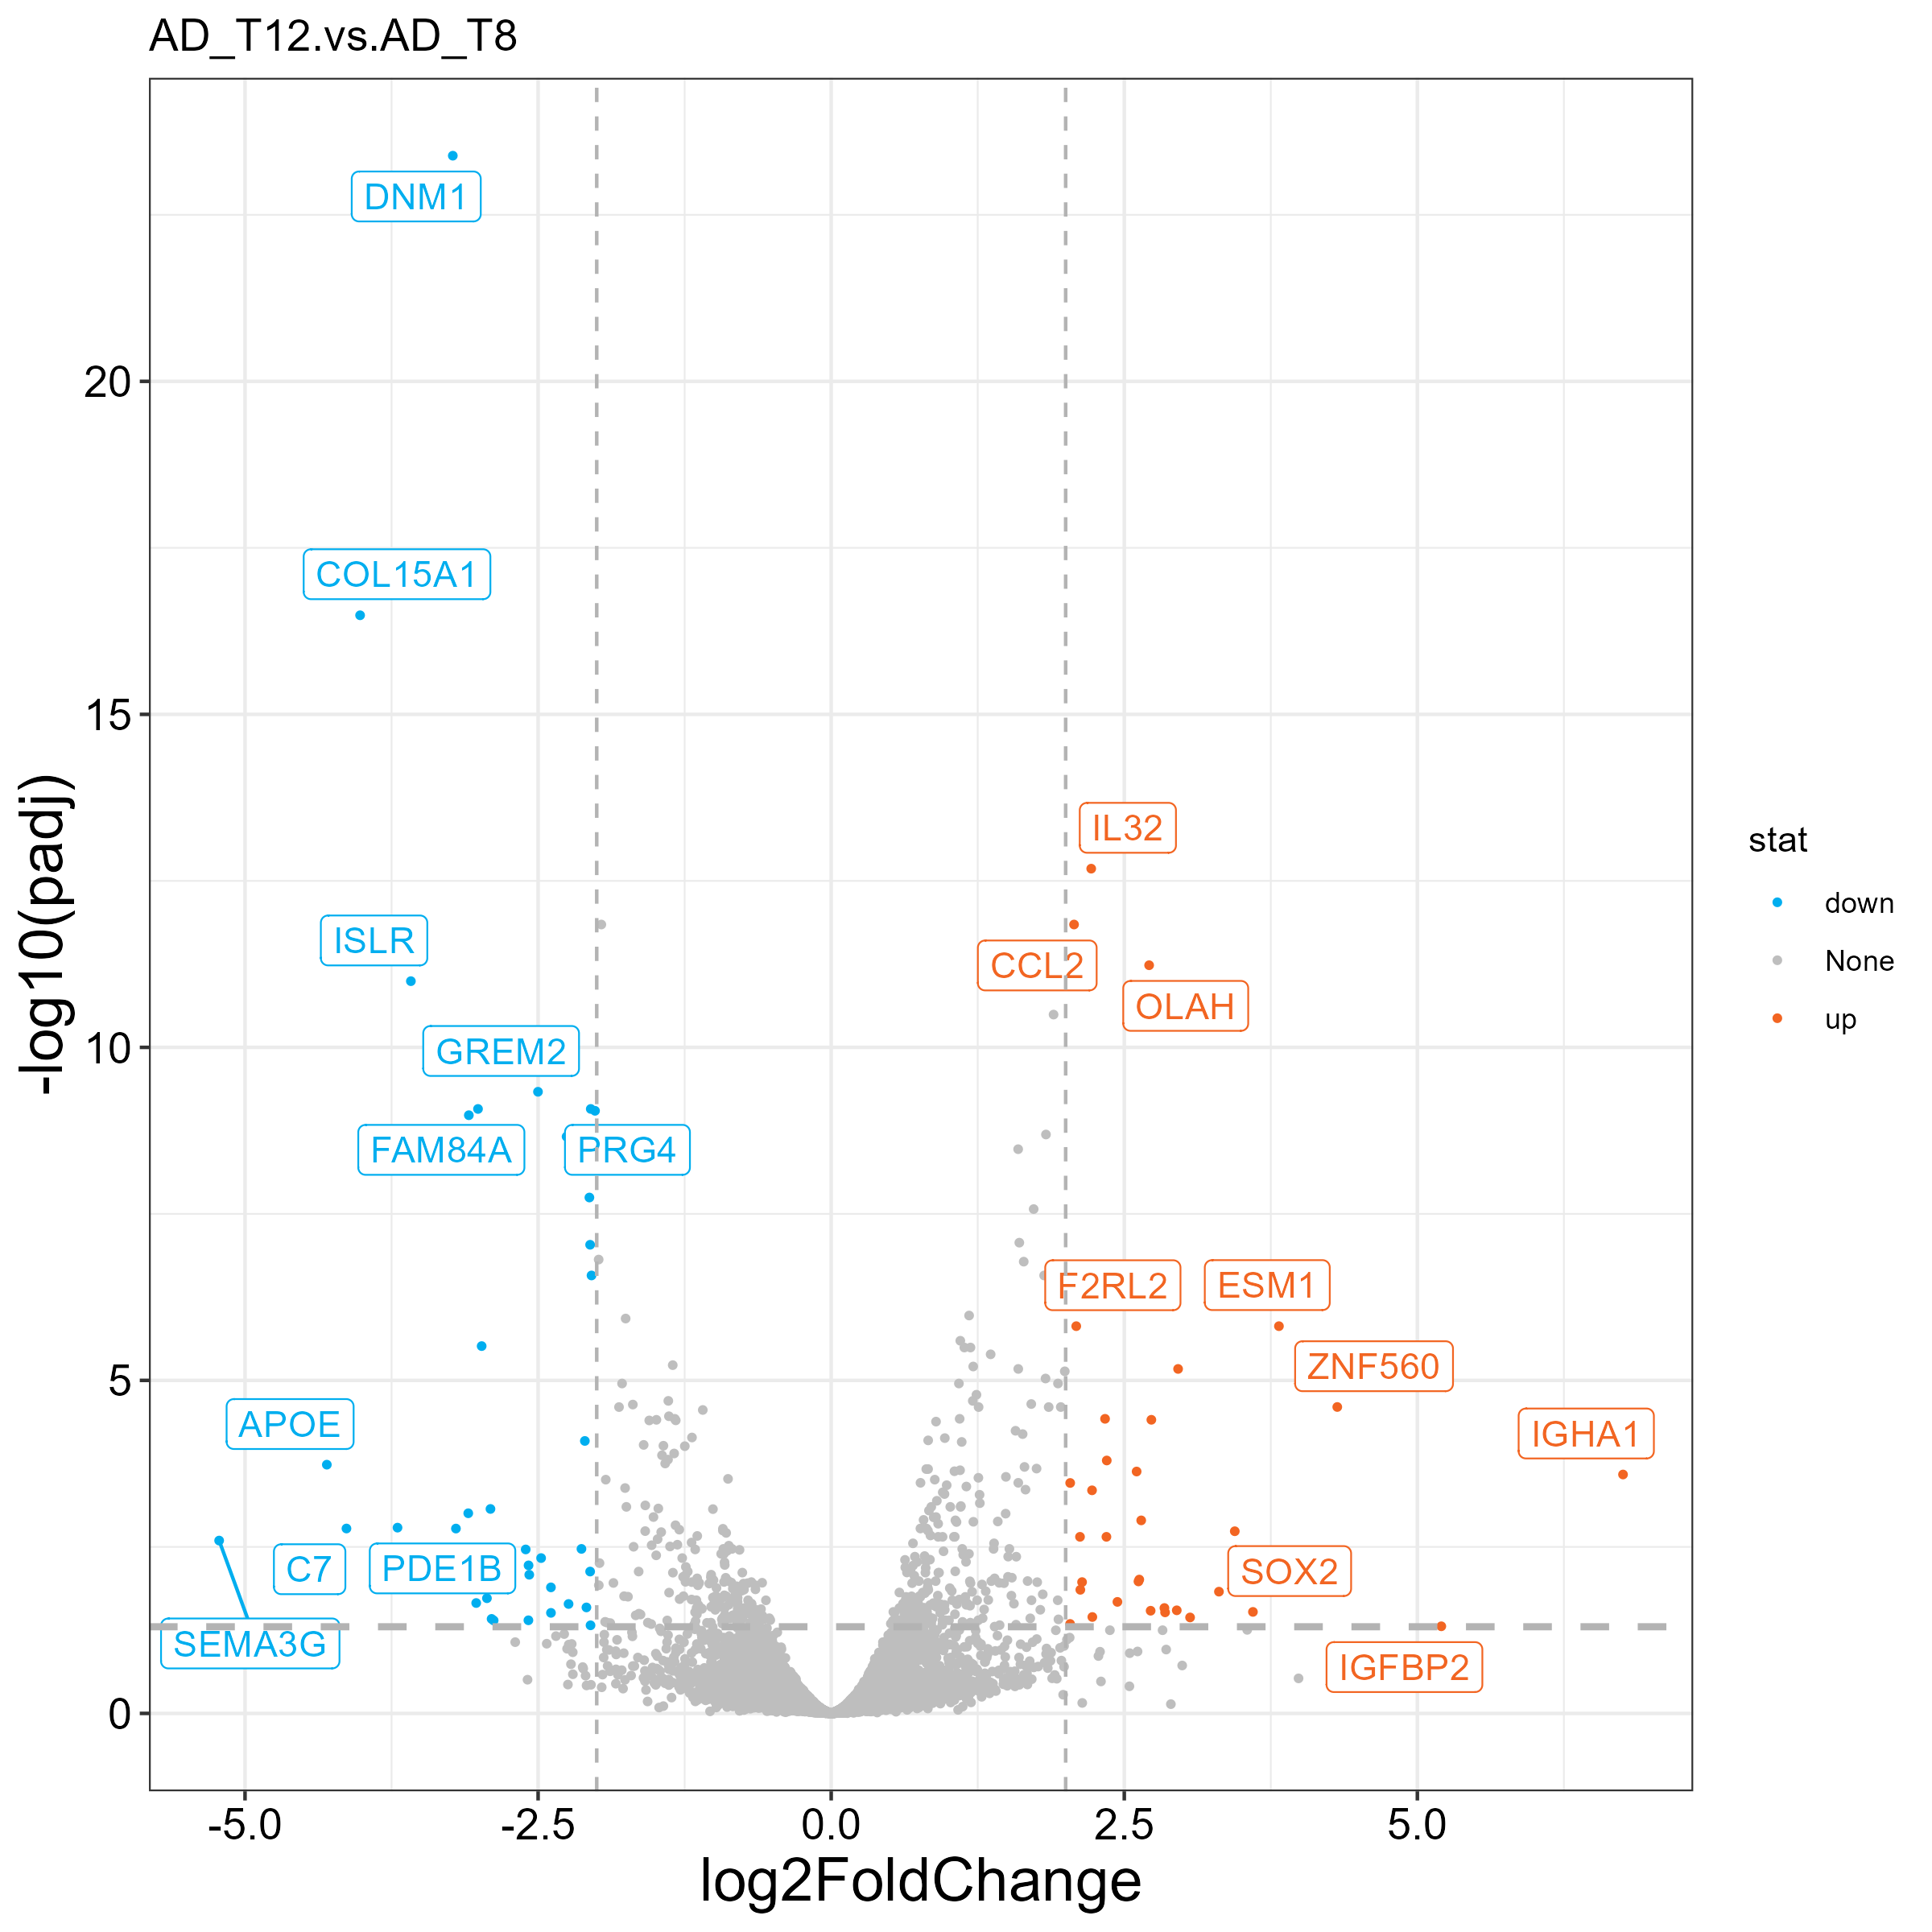 AD_T12.vs.AD_T8
DNM1
COL15A1
IL32
ISLR
CCL2
OLAH
GREM2
FAM84A
PRG4
F2RL2
ESM1
ZNF560
APOE
IGHA1
C7
PDE1B
SOX2
SEMA3G
IGFBP2
20
15
10
5
0
-log10(padj)
-5.0
-2.5
0.0
2.5
5.0
log2FoldChange
stat
down
None
up